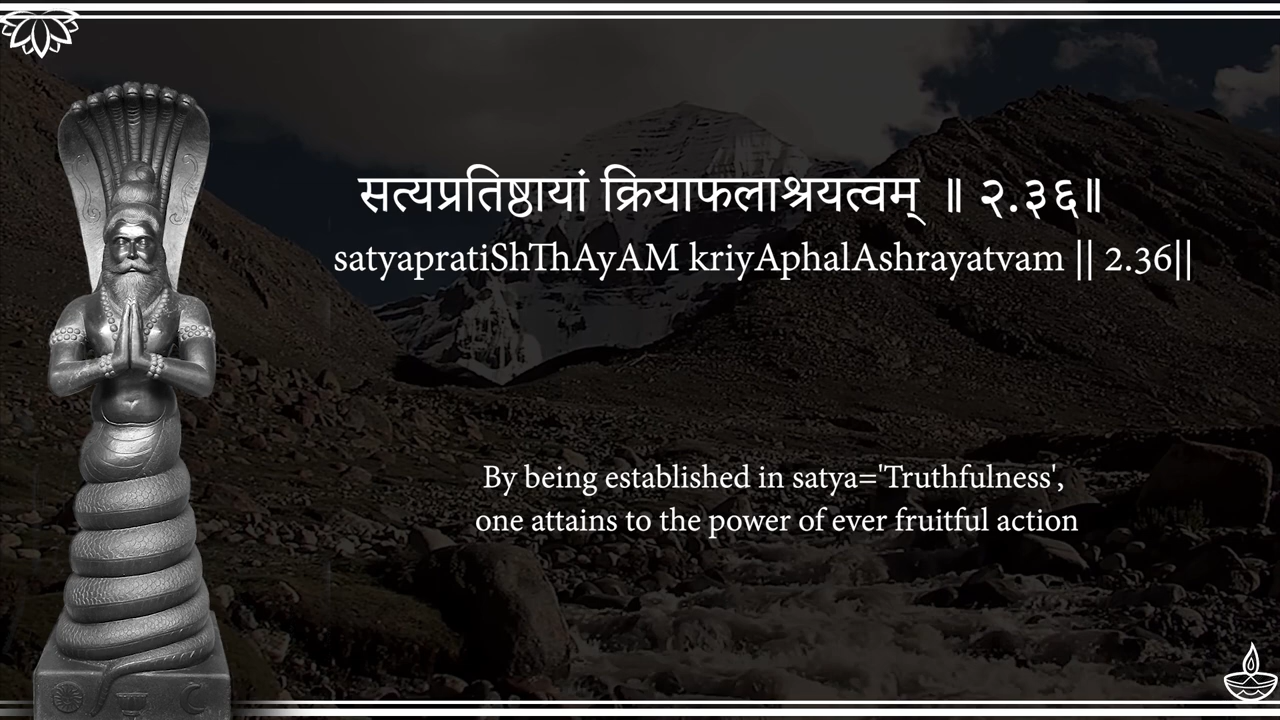 सत्यप्रतिष्ठायां क्रियाफलाश्रयत्वम् ॥ २.३६॥
satyapratiShThAyAM kriyAphalAshrayatvam || 2.36||
By being established in satya='Truthfulness',
one attains to the power of ever fruitful action